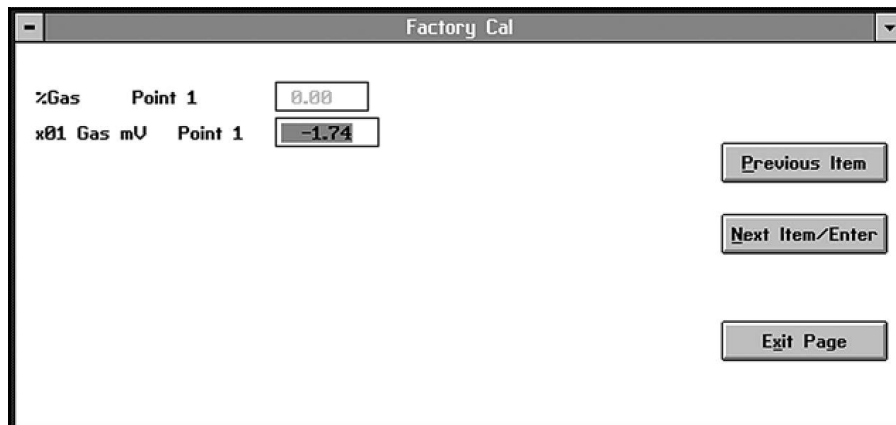 Factory Cal
%Gas Point 1 0.00
x01 Gas mV Point 1 -1.74
Previous Item
Next Item/Enter
Exit Page